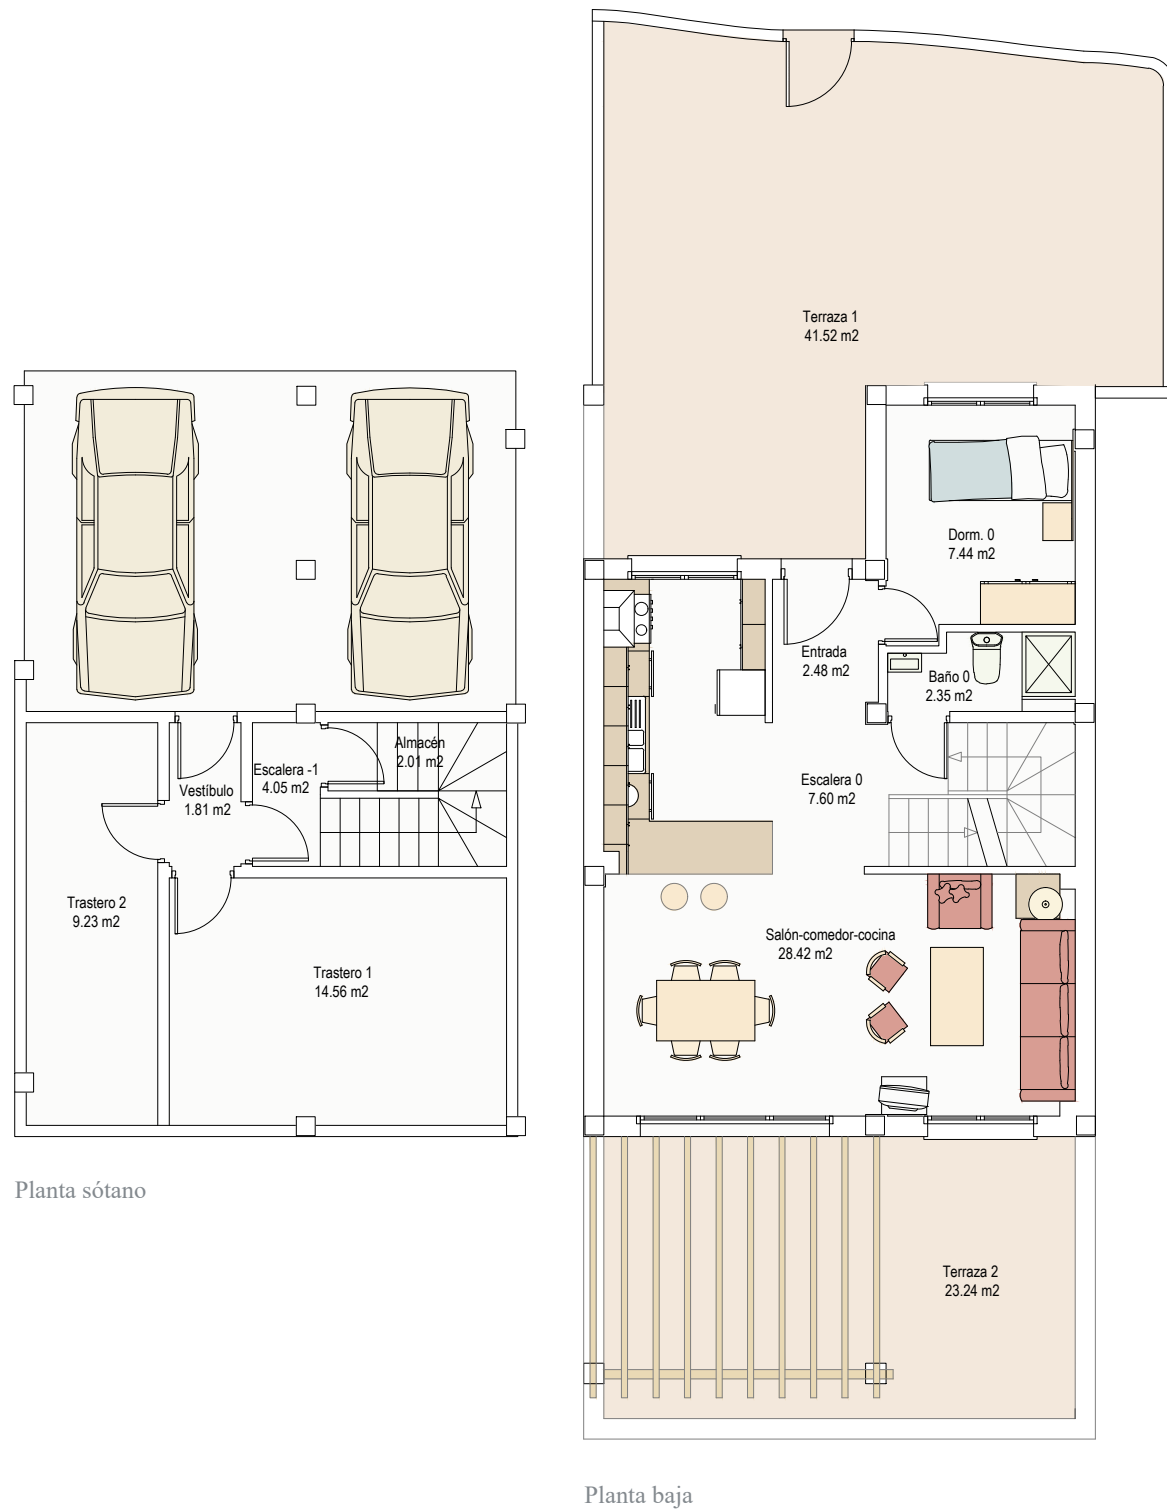 Almacén
2.01 m2
Escalera -1
4.05 m2
Vestíbulo
1.81 m2
Trastero 2
9.23 m2
Trastero 1
14.56 m2
Planta sótano
Terraza 1
41.52 m2
Dorm. 0
7.44 m2
Entrada
2.48 m2
Baño 0
2.35 m2
Escalera 0
7.60 m2
Salón-comedor-cocina
28.42 m2
Terraza 2
23.24 m2
Planta baja